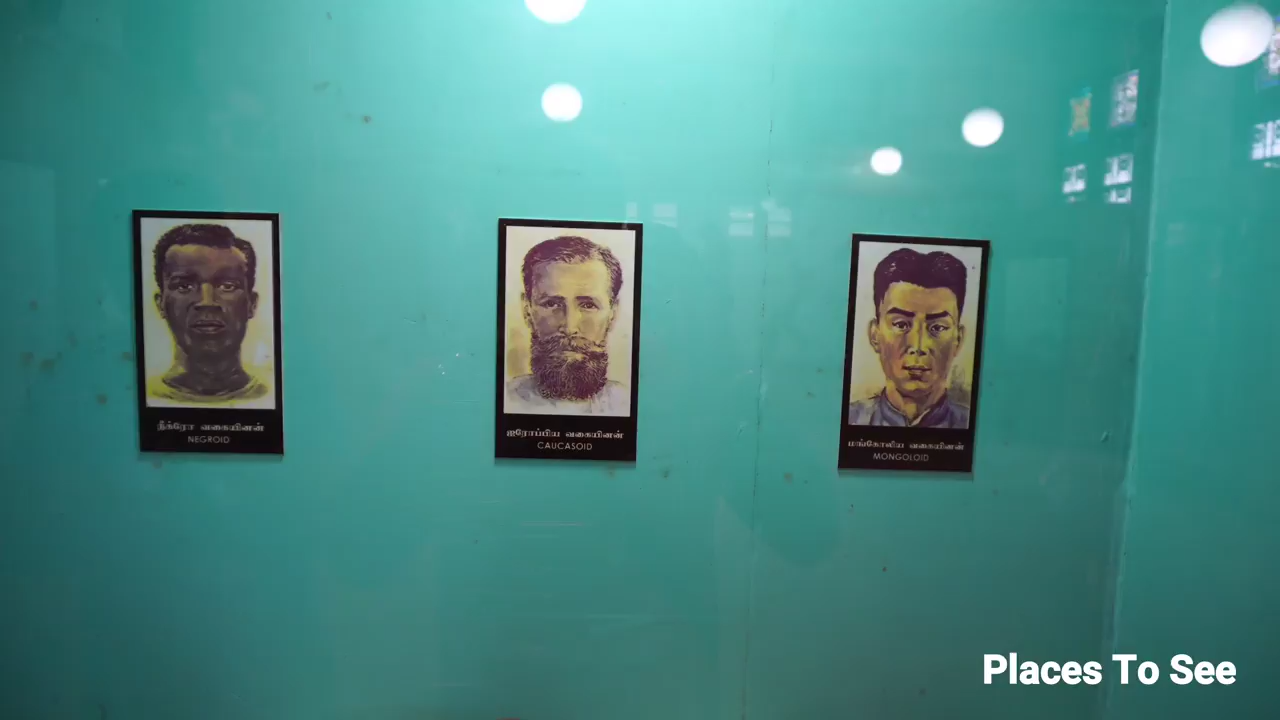 நீக்ரோ வகையினன்
NEGROID
ஐரோப்பிய வகையினன்
CAUCASOID
மங்கோலிய வகையினன்
MONGOLOID
Places To See